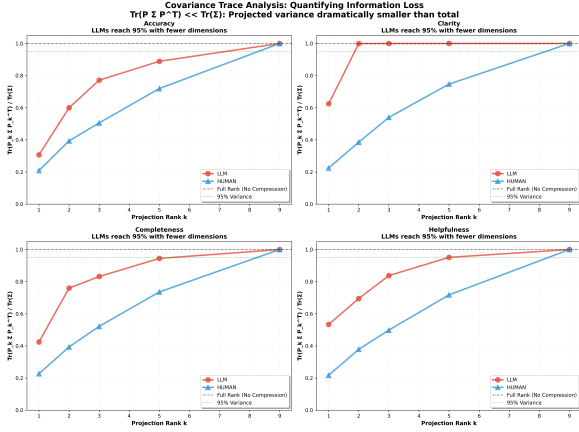 Covariance Trace Analysis: Quantifying Information Loss
Tr(P Σ P^T) << Tr(Σ): Projected variance dramatically smaller than total
Accuracy
LLMs reach 95% with fewer dimensions
Tr(P_k Σ P_k^T) / Tr(Σ)
1.0
0.8
0.6
0.4
0.2
0.0
1 2 3 5 9
Projection Rank k
LLM
HUMAN
Full Rank (No Compression)
95% Variance
Clarity
LLMs reach 95% with fewer dimensions
Tr(P_k Σ P_k^T) / Tr(Σ)
1.0
0.8
0.6
0.4
0.2
0.0
1 2 3 5 9
Projection Rank k
LLM
HUMAN
Full Rank (No Compression)
95% Variance
Completeness
LLMs reach 95% with fewer dimensions
Tr(P_k Σ P_k^T) / Tr(Σ)
1.0
0.8
0.6
0.4
0.2
0.0
1 2 3 5 9
Projection Rank k
LLM
HUMAN
Full Rank (No Compression)
95% Variance
Helpfulness
LLMs reach 95% with fewer dimensions
Tr(P_k Σ P_k^T) / Tr(Σ)
1.0
0.8
0.6
0.4
0.2
0.0
1 2 3 5 9
Projection Rank k
LLM
HUMAN
Full Rank (No Compression)
95% Variance